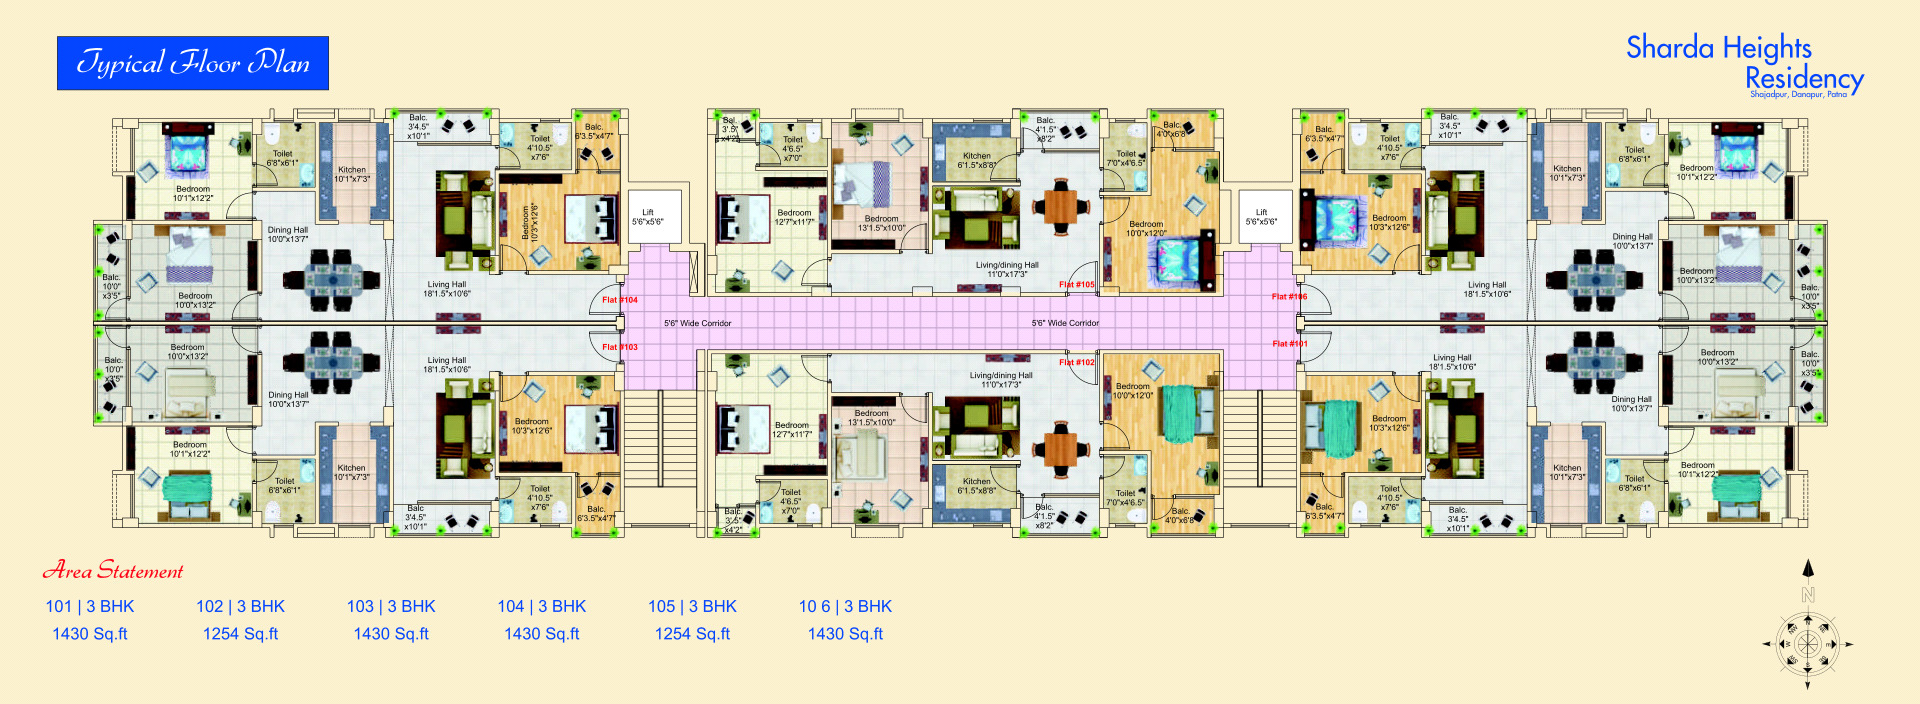 Typical Floor Plan
Sharda Heights
Residency
Shajadpur, Danapur, Patna
Bedroom
10'1"x12'2"
Toilet
6'8"x6'1"
Kitchen
10'1"x7'3"
Balc.
3'4.5"
x10'1"
Toilet
4'10.5"
x7'6"
Balc.
6'3.5"x4'7"
Bedroom
10'3"x12'6"
Lift
5'6"x5'6"
Dining Hall
10'0"x13'7"
Balc.
10'0"
x3'5"
Bedroom
10'0"x13'2"
Living Hall
18'1.5"x10'6"
Flat #104
Bal.
3'.5"
x4'2"
Toilet
4'6.5"
x7'0"
Bedroom
12'7"x11'7"
Bedroom
13'1.5"x10'0"
Kitchen
6'1.5"x8'8"
Balc.
4'1.5"
x8'2"
Toilet
7'0"x4'6.5"
Balc.
4'0"x6'8"
Bedroom
10'0"x12'0"
Living/dining Hall
11'0"x17'3"
Flat #105
Lift
5'6"x5'6"
Balc.
6'3.5"x4'7"
Toilet
4'10.5"
x7'6"
Balc.
3'4.5"
x10'1"
Kitchen
10'1"x7'3"
Toilet
6'8"x6'1"
Bedroom
10'1"x12'2"
Bedroom
10'3"x12'6"
Dining Hall
10'0"x13'7"
Bedroom
10'0"x13'2"
Living Hall
18'1.5"x10'6"
Balc.
10'0"
x3'5"
Flat #106
5'6" Wide Corridor
5'6" Wide Corridor
Flat #103
Balc.
10'0"
x3'5"
Bedroom
10'0"x13'2"
Living Hall
18'1.5"x10'6"
Dining Hall
10'0"x13'7"
Bedroom
10'3"x12'6"
Bedroom
10'1"x12'2"
Toilet
6'8"x6'1"
Kitchen
10'1"x7'3"
Balc
3'4.5"
x10'1"
Toilet
4'10.5"
x7'6"
Balc.
6'3.5"x4'7"
Flat #102
Living/dining Hall
11'0"x17'3"
Bedroom
10'0"x12'0"
Bedroom
12'7"x11'7"
Bedroom
13'1.5"x10'0"
Toilet
4'6.5"
x7'0"
Bal.
3'.5"
x4'2"
Kitchen
6'1.5"x8'8"
Balc.
4'1.5"
x8'2"
Toilet
7'0"x4'6.5"
Balc.
4'0"x6'8"
Flat #101
Living Hall
18'1.5"x10'6"
Bedroom
10'0"x13'2"
Balc.
10'0"
x3'5"
Bedroom
10'3"x12'6"
Dining Hall
10'0"x13'7"
Kitchen
10'1"x7'3"
Toilet
6'8"x6'1"
Bedroom
10'1"x12'2"
Balc.
6'3.5"x4'7"
Toilet
4'10.5"
x7'6"
Balc.
3'4.5"
x10'1"
Area Statement
101 | 3 BHK 102 | 3 BHK 103 | 3 BHK 104 | 3 BHK 105 | 3 BHK 10 6 | 3 BHK
1430 Sq.ft 1254 Sq.ft 1430 Sq.ft 1430 Sq.ft 1254 Sq.ft 1430 Sq.ft
N
N
NE
E
SE
S
SW
W
NW